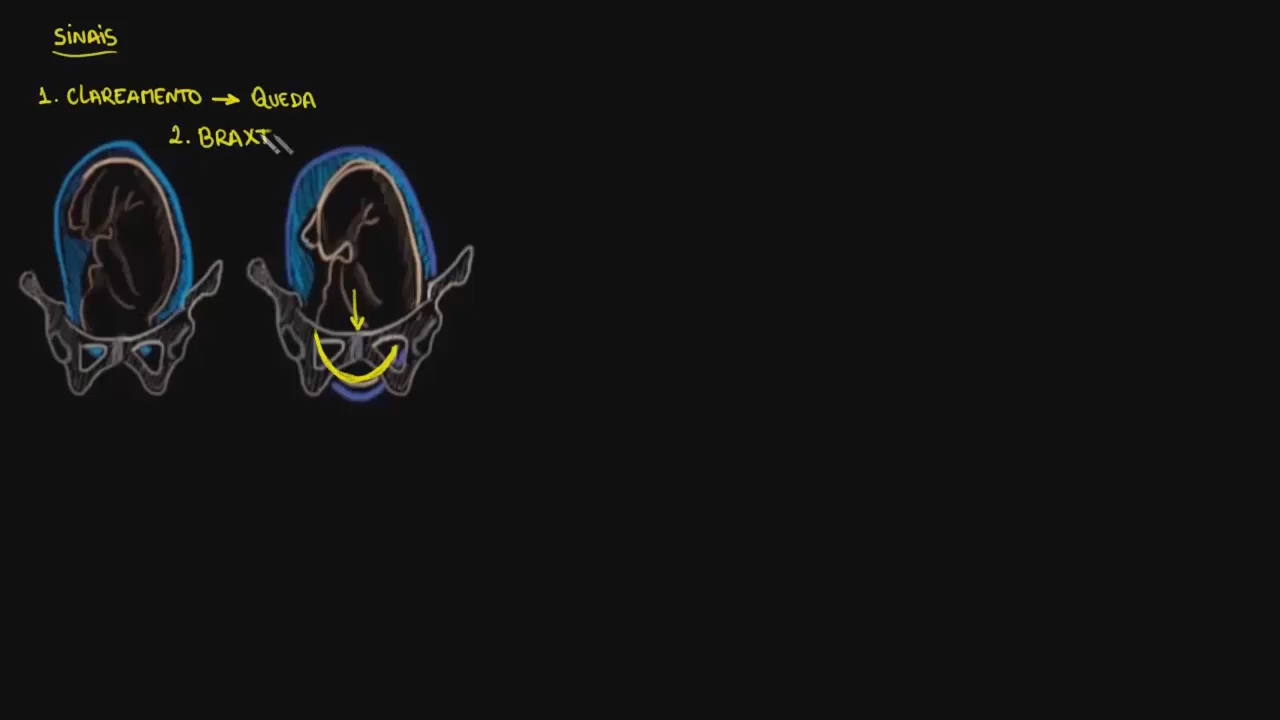 SINAIS
1. CLAREAMENTO → QUEDA
2. BRAXT